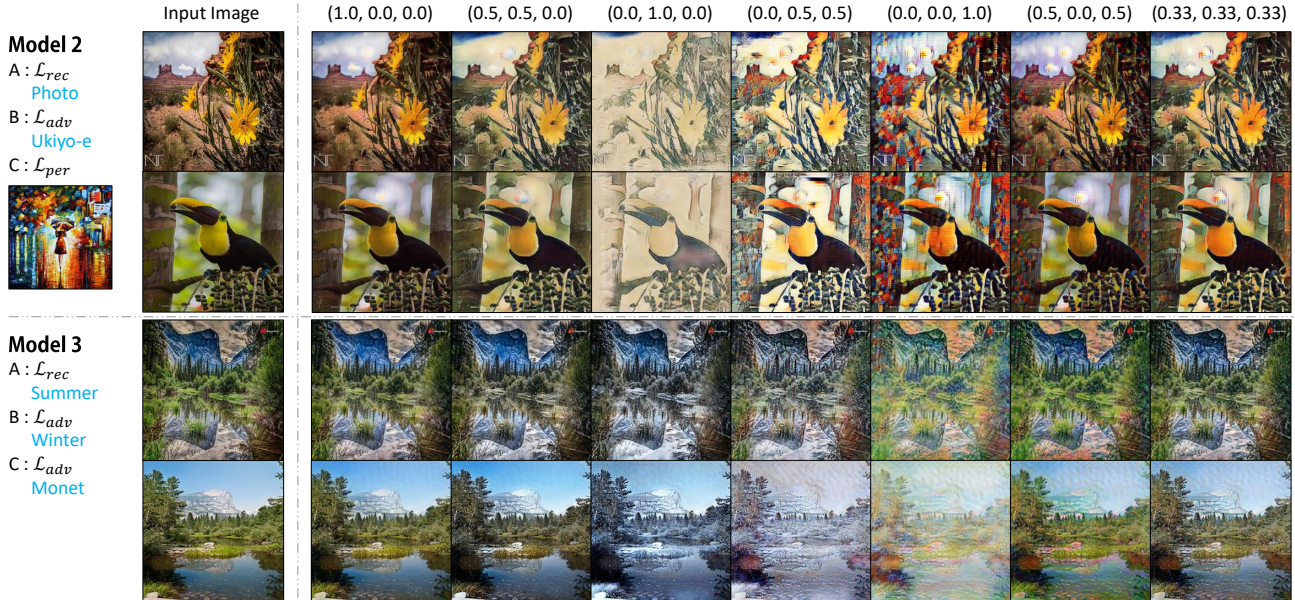 Input Image (1.0, 0.0, 0.0) (0.5, 0.5, 0.0) (0.0, 1.0, 0.0) (0.0, 0.5, 0.5) (0.0, 0.0, 1.0) (0.5, 0.0, 0.5) (0.33, 0.33, 0.33)
Model 2
A : ℒrec
Photo
B : ℒadv
Ukiyo-e
C : ℒper
Model 3
A : ℒrec
Summer
B : ℒadv
Winter
C : ℒadv
Monet